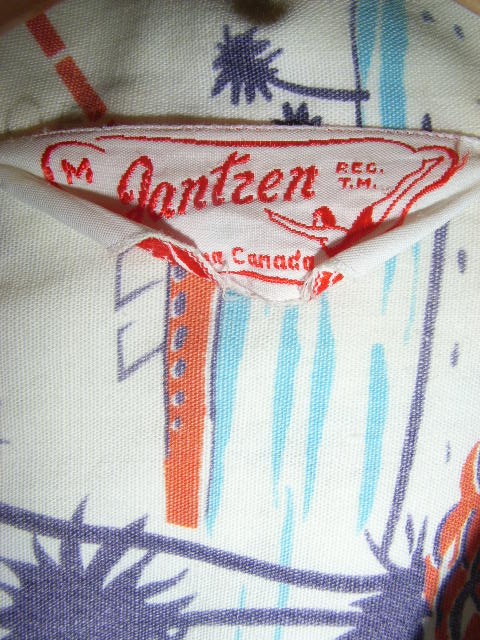 M
Jantzen
REG.
T.M.
Canada